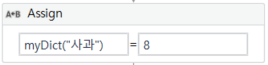 A+B Assign
myDict("사과") = 8